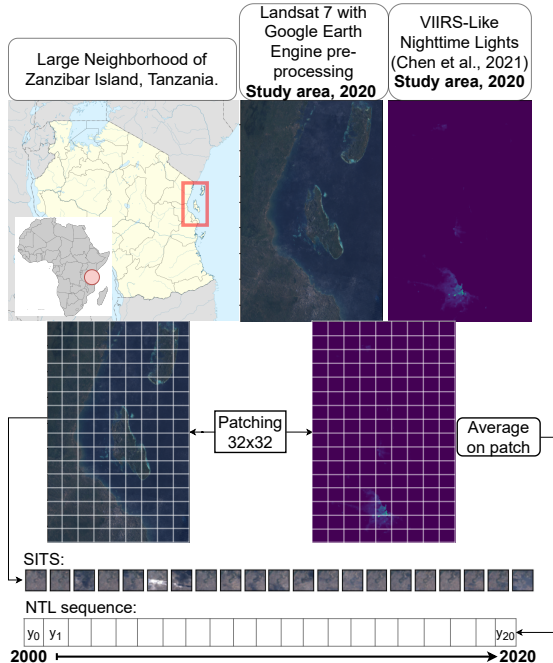 Large Neighborhood of
Zanzibar Island, Tanzania.
Landsat 7 with
Google Earth
Engine pre-
processing
Study area, 2020
VIIRS-Like
Nighttime Lights
(Chen et al., 2021)
Study area, 2020
Patching
32x32
Average
on patch
SITS:
NTL sequence:
y0 y1 y20
2000 2020